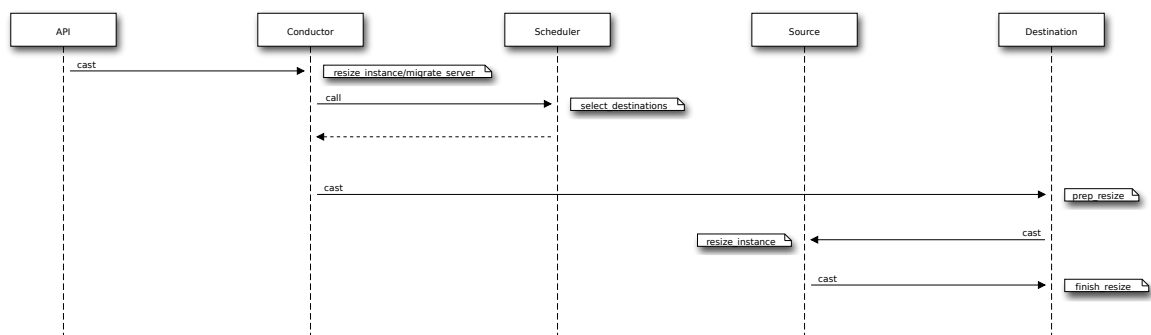 API Conductor Scheduler Source Destination
cast resize_instance/migrate_server
call select_destinations
cast prep_resize
resize_instance cast
cast finish_resize